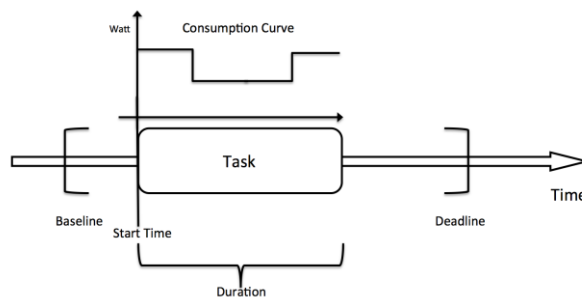 Watt
Consumption Curve
Task
Time
Baseline
Start Time
Deadline
Duration